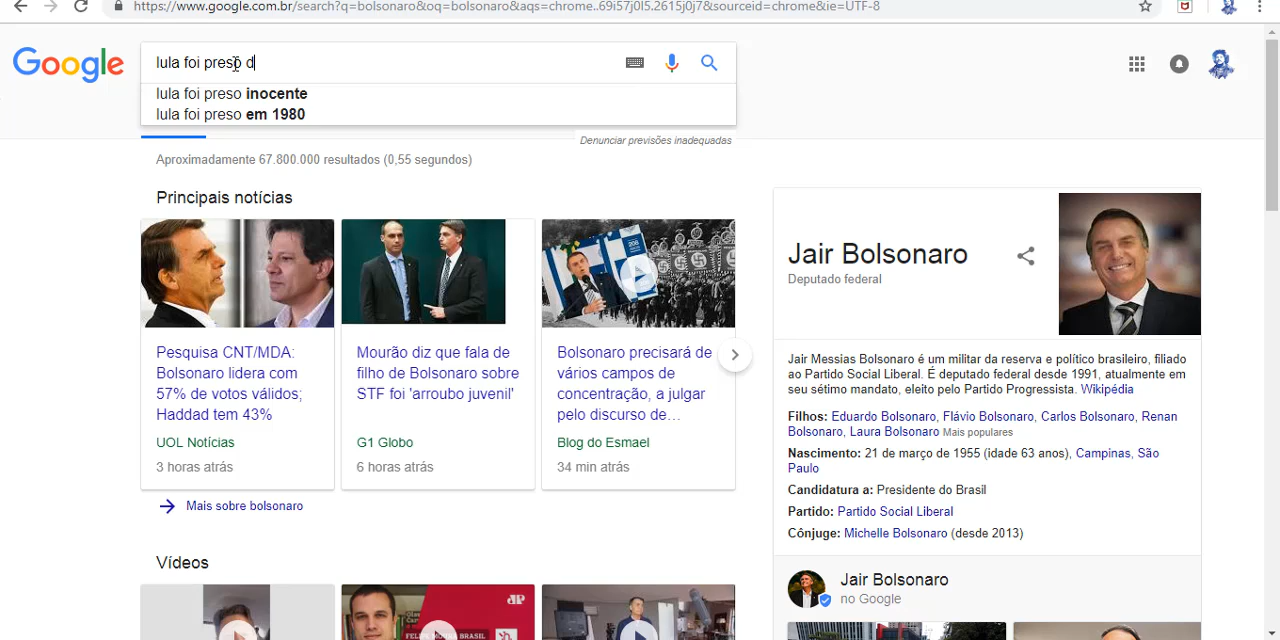 https://www.google.com.br/search?q=bolsonaro&oq=bolsonaro&aqs=chrome..69i57j0l5.2615j0j7&sourceid=chrome&ie=UTF-8
Google
lula foi preso d
lula foi preso inocente
lula foi preso em 1980
Denunciar previsões inadequadas
Aproximadamente 67.800.000 resultados (0,55 segundos)
Principais notícias
Pesquisa CNT/MDA:
Bolsonaro lidera com
57% de votos válidos;
Haddad tem 43%
UOL Notícias
3 horas atrás
Mourão diz que fala de
filho de Bolsonaro sobre
STF foi 'arroubo juvenil'
G1 Globo
6 horas atrás
Bolsonaro precisará de
vários campos de
concentração, a julgar
pelo discurso de…
Blog do Esmael
34 min atrás
Mais sobre bolsonaro
Vídeos
Jair Bolsonaro
Deputado federal
Jair Messias Bolsonaro é um militar da reserva e político brasileiro, filiado
ao Partido Social Liberal. É deputado federal desde 1991, atualmente em
seu sétimo mandato, eleito pelo Partido Progressista. Wikipédia
Filhos: Eduardo Bolsonaro, Flávio Bolsonaro, Carlos Bolsonaro, Renan
Bolsonaro, Laura Bolsonaro Mais populares
Nascimento: 21 de março de 1955 (idade 63 anos), Campinas, São
Paulo
Candidatura a: Presidente do Brasil
Partido: Partido Social Liberal
Cônjuge: Michelle Bolsonaro (desde 2013)
Jair Bolsonaro
no Google